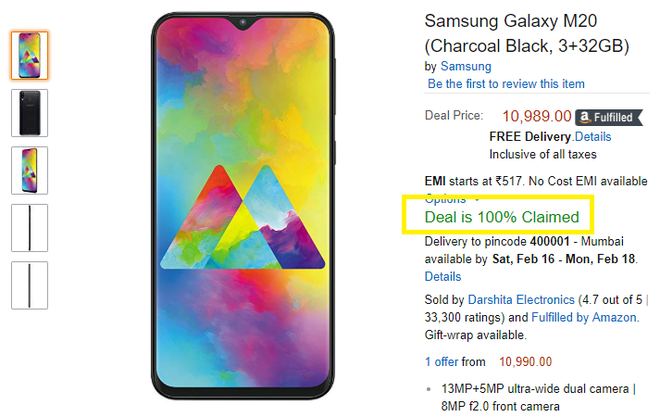 Samsung Galaxy M20
(Charcoal Black, 3+32GB)
by Samsung
Be the first to review this item
Deal Price: 10,989.00 a Fulfilled
FREE Delivery.Details
Inclusive of all taxes
EMI starts at ₹517. No Cost EMI available
Options
Deal is 100% Claimed
Delivery to pincode 400001 - Mumbai
available by Sat, Feb 16 - Mon, Feb 18.
Details
Sold by Darshita Electronics (4.7 out of 5 |
33,300 ratings) and Fulfilled by Amazon.
Gift-wrap available.
1 offer from 10,990.00
• 13MP+5MP ultra-wide dual camera |
8MP f2.0 front camera